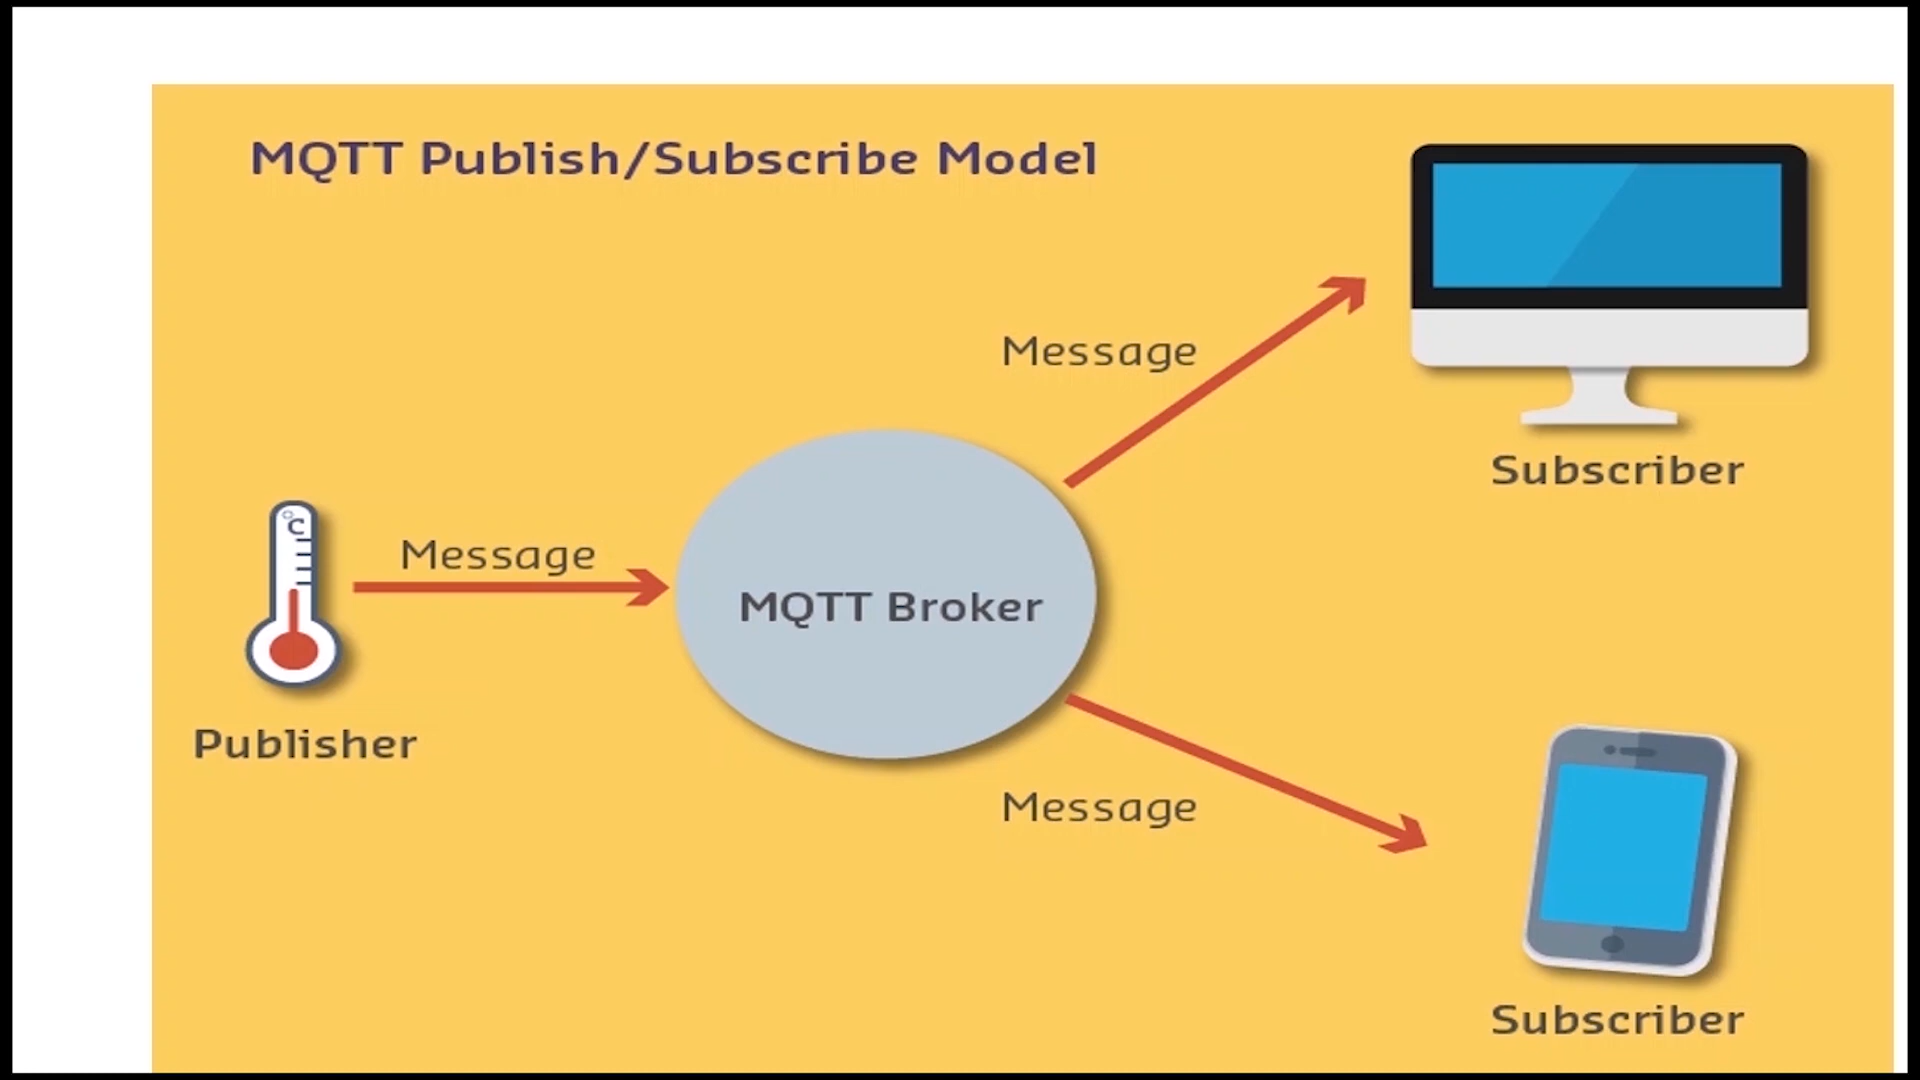 MQTT Publish/Subscribe Model
Message
Subscriber
°C
Message
MQTT Broker
Publisher
Message
Subscriber